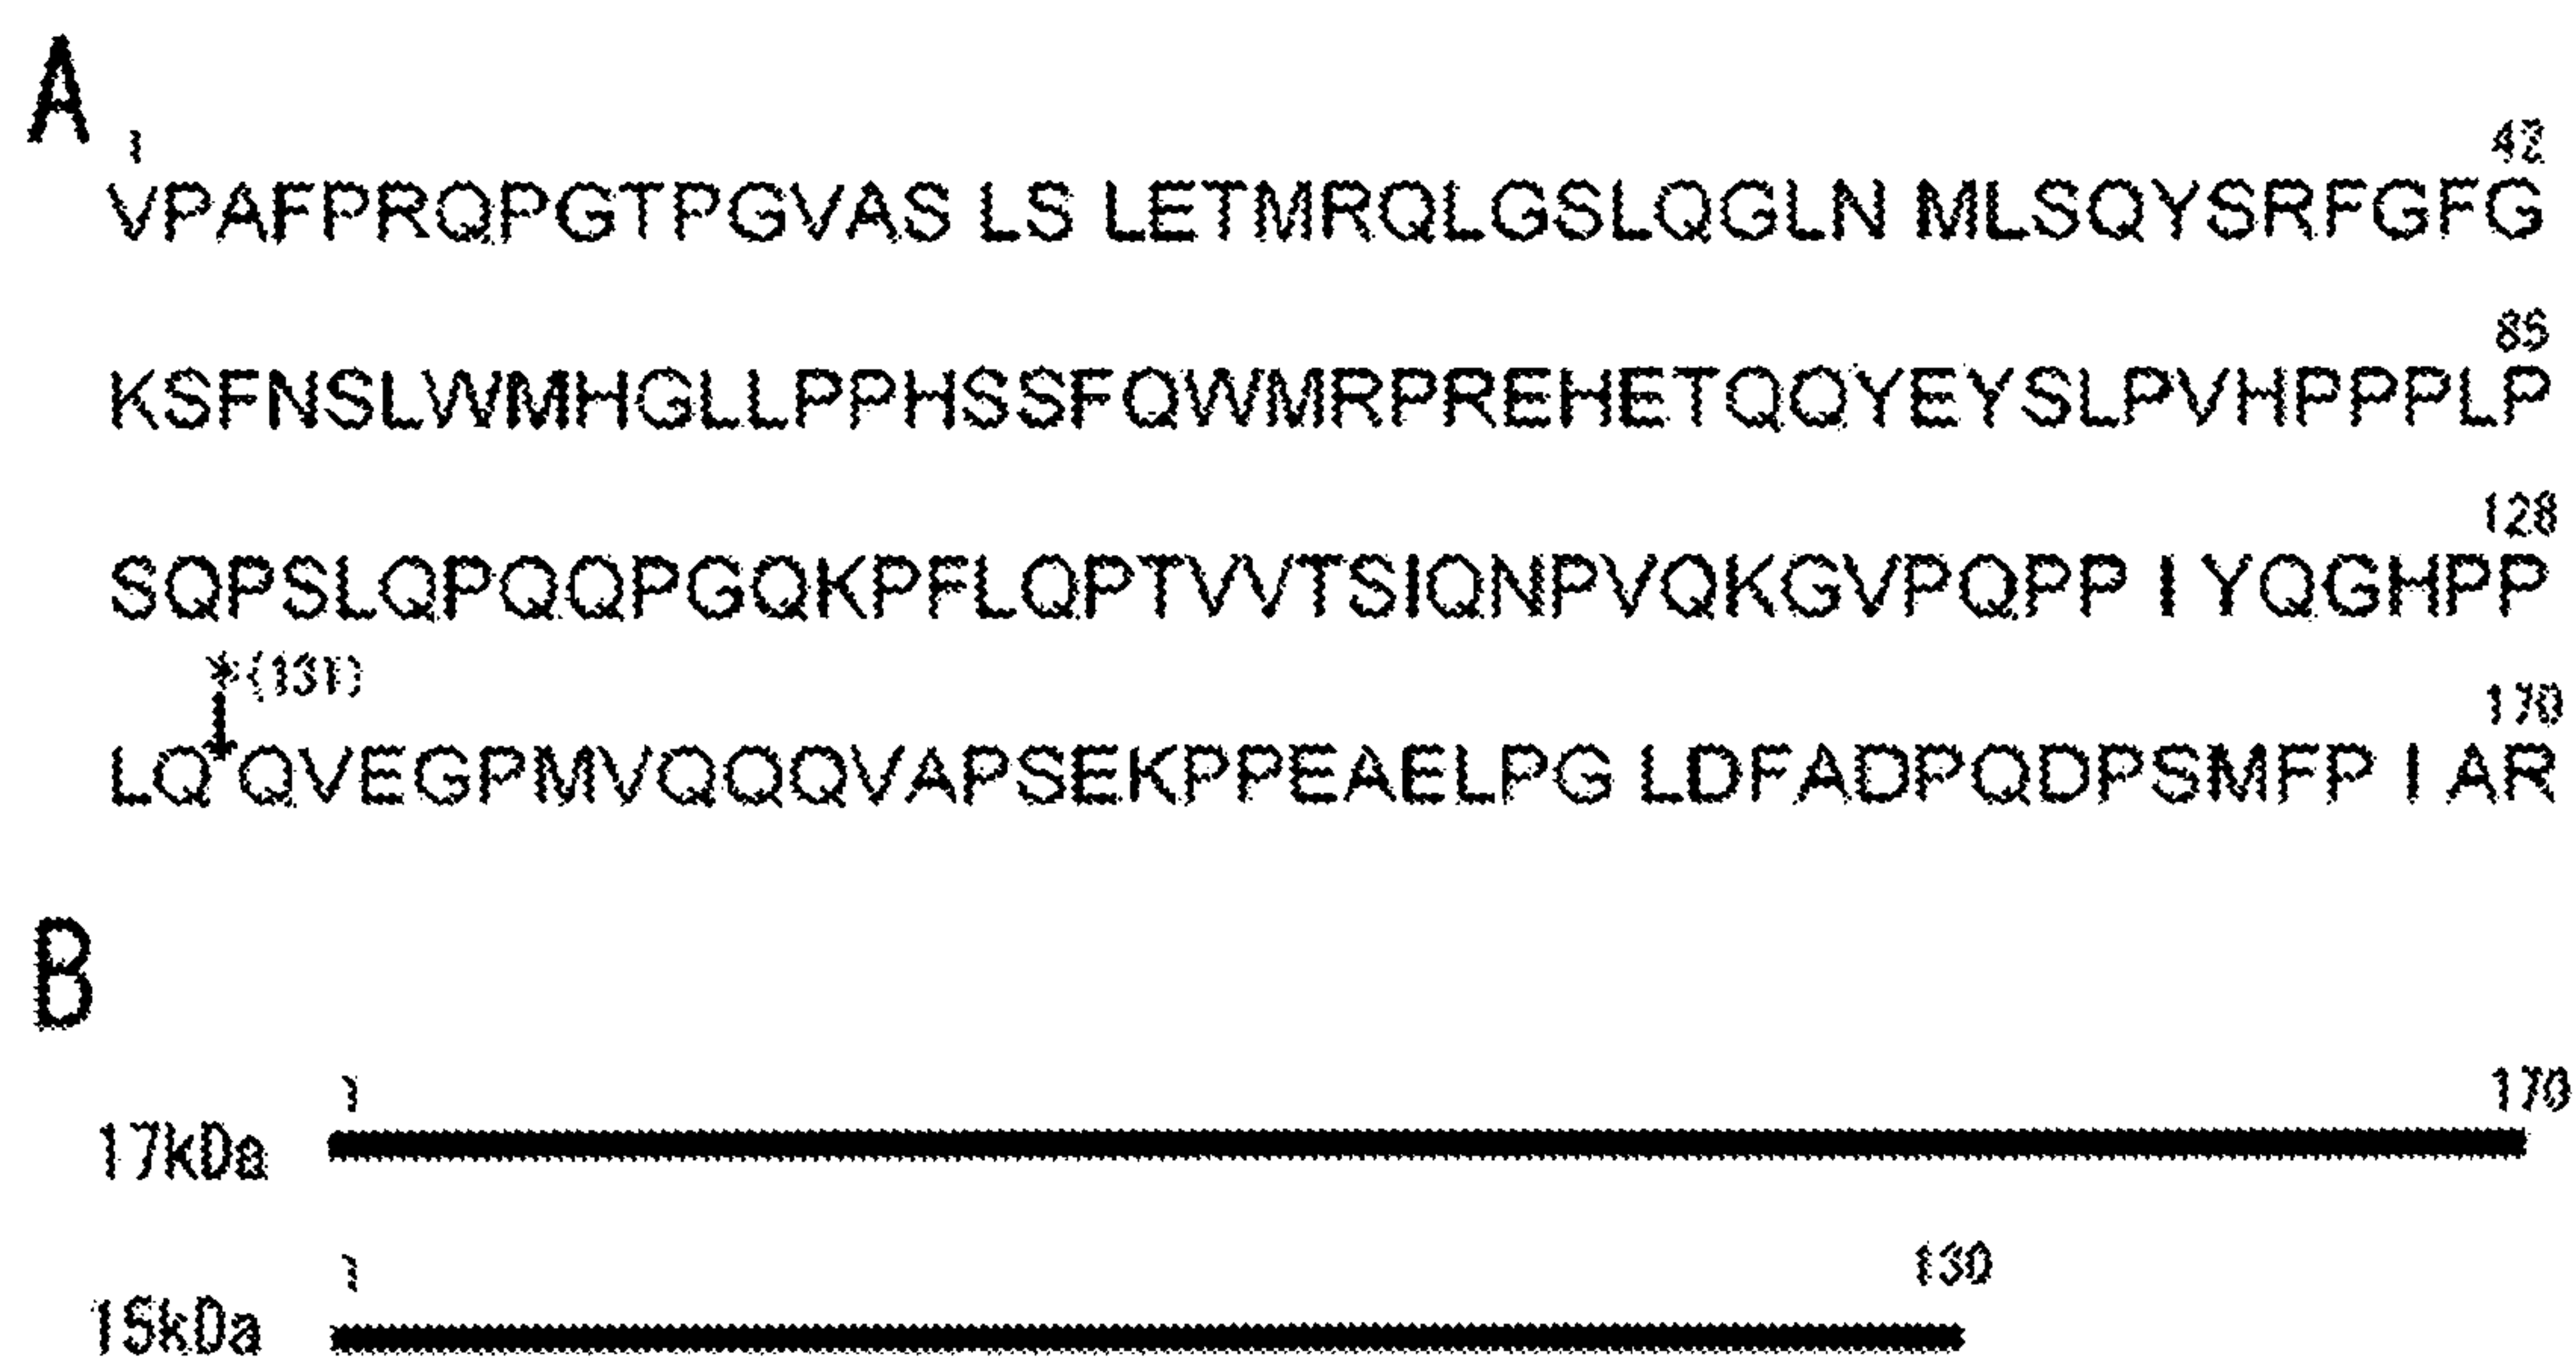 A
1 42
VPAFPRQPGTPGVAS LS LETMRQLGSLQGLN MLSQYSRFGFG
85
KSFNSLWMHGLLPPHSSFQWMRPREHETQQYEYSLPVHPPPLP
128
SQPSLQPQQPGQKPFLQPTVVTSIQNPVQKGVPQPP I YQGHPP
*(131) 170
LQ QVEGPMVQQQVAPSEKPPEAELPG LDFADPQDPSMFP I AR
B
1 170
17kDa
1 130
15kDa